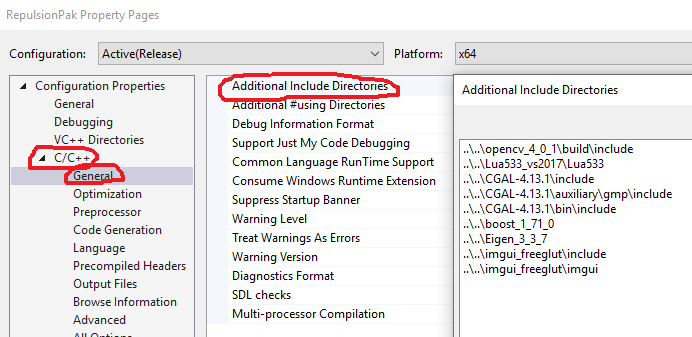 RepulsionPak Property Pages
Configuration: Active(Release) Platform: x64
Configuration Properties
General
Debugging
VC++ Directories
C/C++
General
Optimization
Preprocessor
Code Generation
Language
Precompiled Headers
Output Files
Browse Information
Advanced
All Options
Additional Include Directories
Additional #using Directories
Debug Information Format
Support Just My Code Debugging
Common Language RunTime Support
Consume Windows Runtime Extension
Suppress Startup Banner
Warning Level
Treat Warnings As Errors
Warning Version
Diagnostics Format
SDL checks
Multi-processor Compilation
Additional Include Directories
..\..\opencv_4_0_1\build\include
..\..\Lua533_vs2017\Lua533
..\..\CGAL-4.13.1\include
..\..\CGAL-4.13.1\auxiliary\gmp\include
..\..\CGAL-4.13.1\bin\include
..\..\boost_1_71_0
..\..\Eigen_3_3_7
..\..\imgui_freeglut\include
..\..\imgui_freeglut\imgui